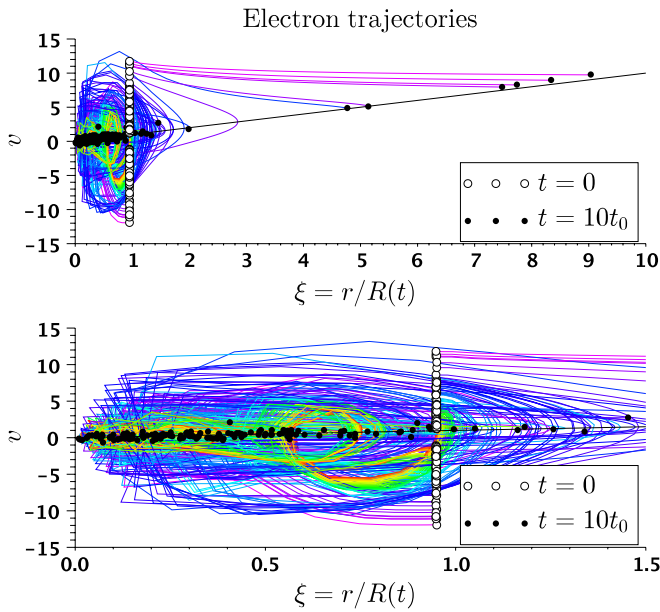 Electron trajectories
15
10
5
0
-5
-10
-15
v
0 1 2 3 4 5 6 7 8 9 10
ξ = r/R(t)
t = 0
t = 10t₀
15
10
5
0
-5
-10
-15
v
0.0 0.5 1.0 1.5
ξ = r/R(t)
t = 0
t = 10t₀